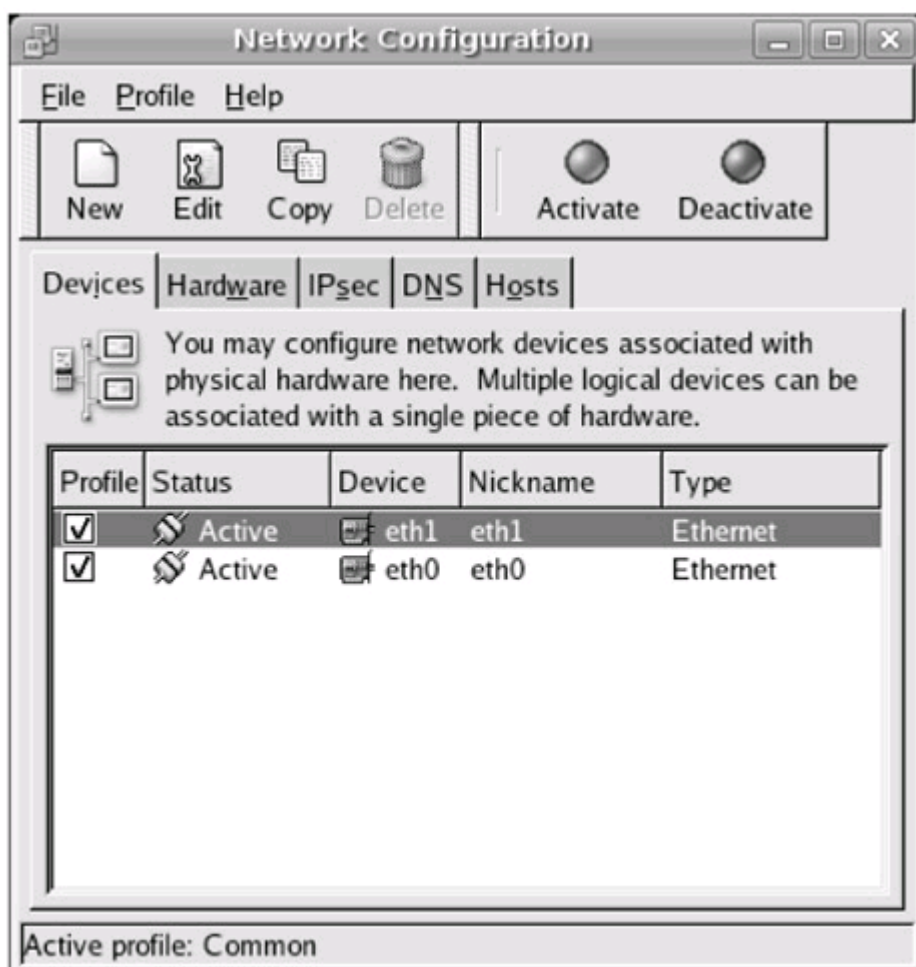 Network Configuration
File Profile Help
New Edit Copy Delete Activate Deactivate
Devices Hardware IPsec DNS Hosts
You may configure network devices associated with
physical hardware here. Multiple logical devices can be
associated with a single piece of hardware.
Profile Status Device Nickname Type
Active eth1 eth1 Ethernet
Active eth0 eth0 Ethernet
Active profile: Common